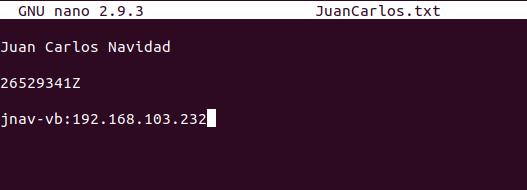 GNU nano 2.9.3 JuanCarlos.txt
Juan Carlos Navidad
26529341Z
jnav-vb:192.168.103.232